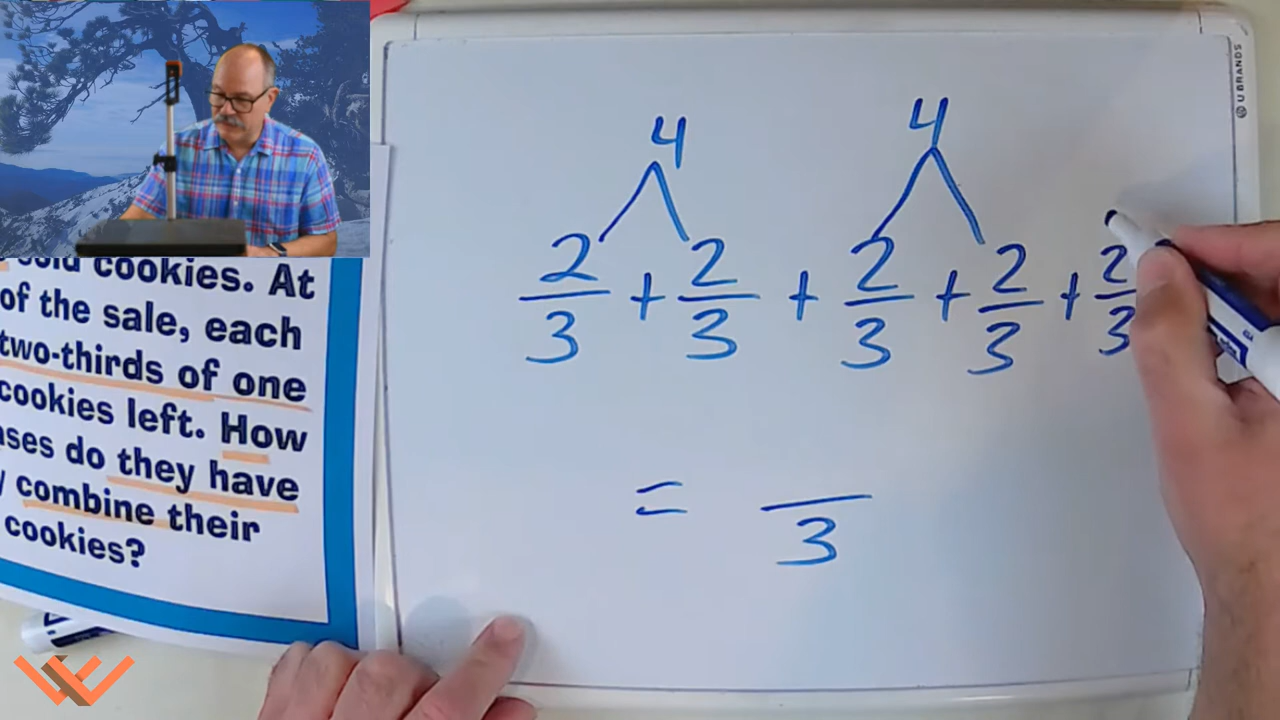 sold cookies. At
of the sale, each
two-thirds of one
cookies left. How
do they have
combine their
cookies?
4 4
2/3 + 2/3 + 2/3 + 2/3 + 2/3
= /3
U BRANDS